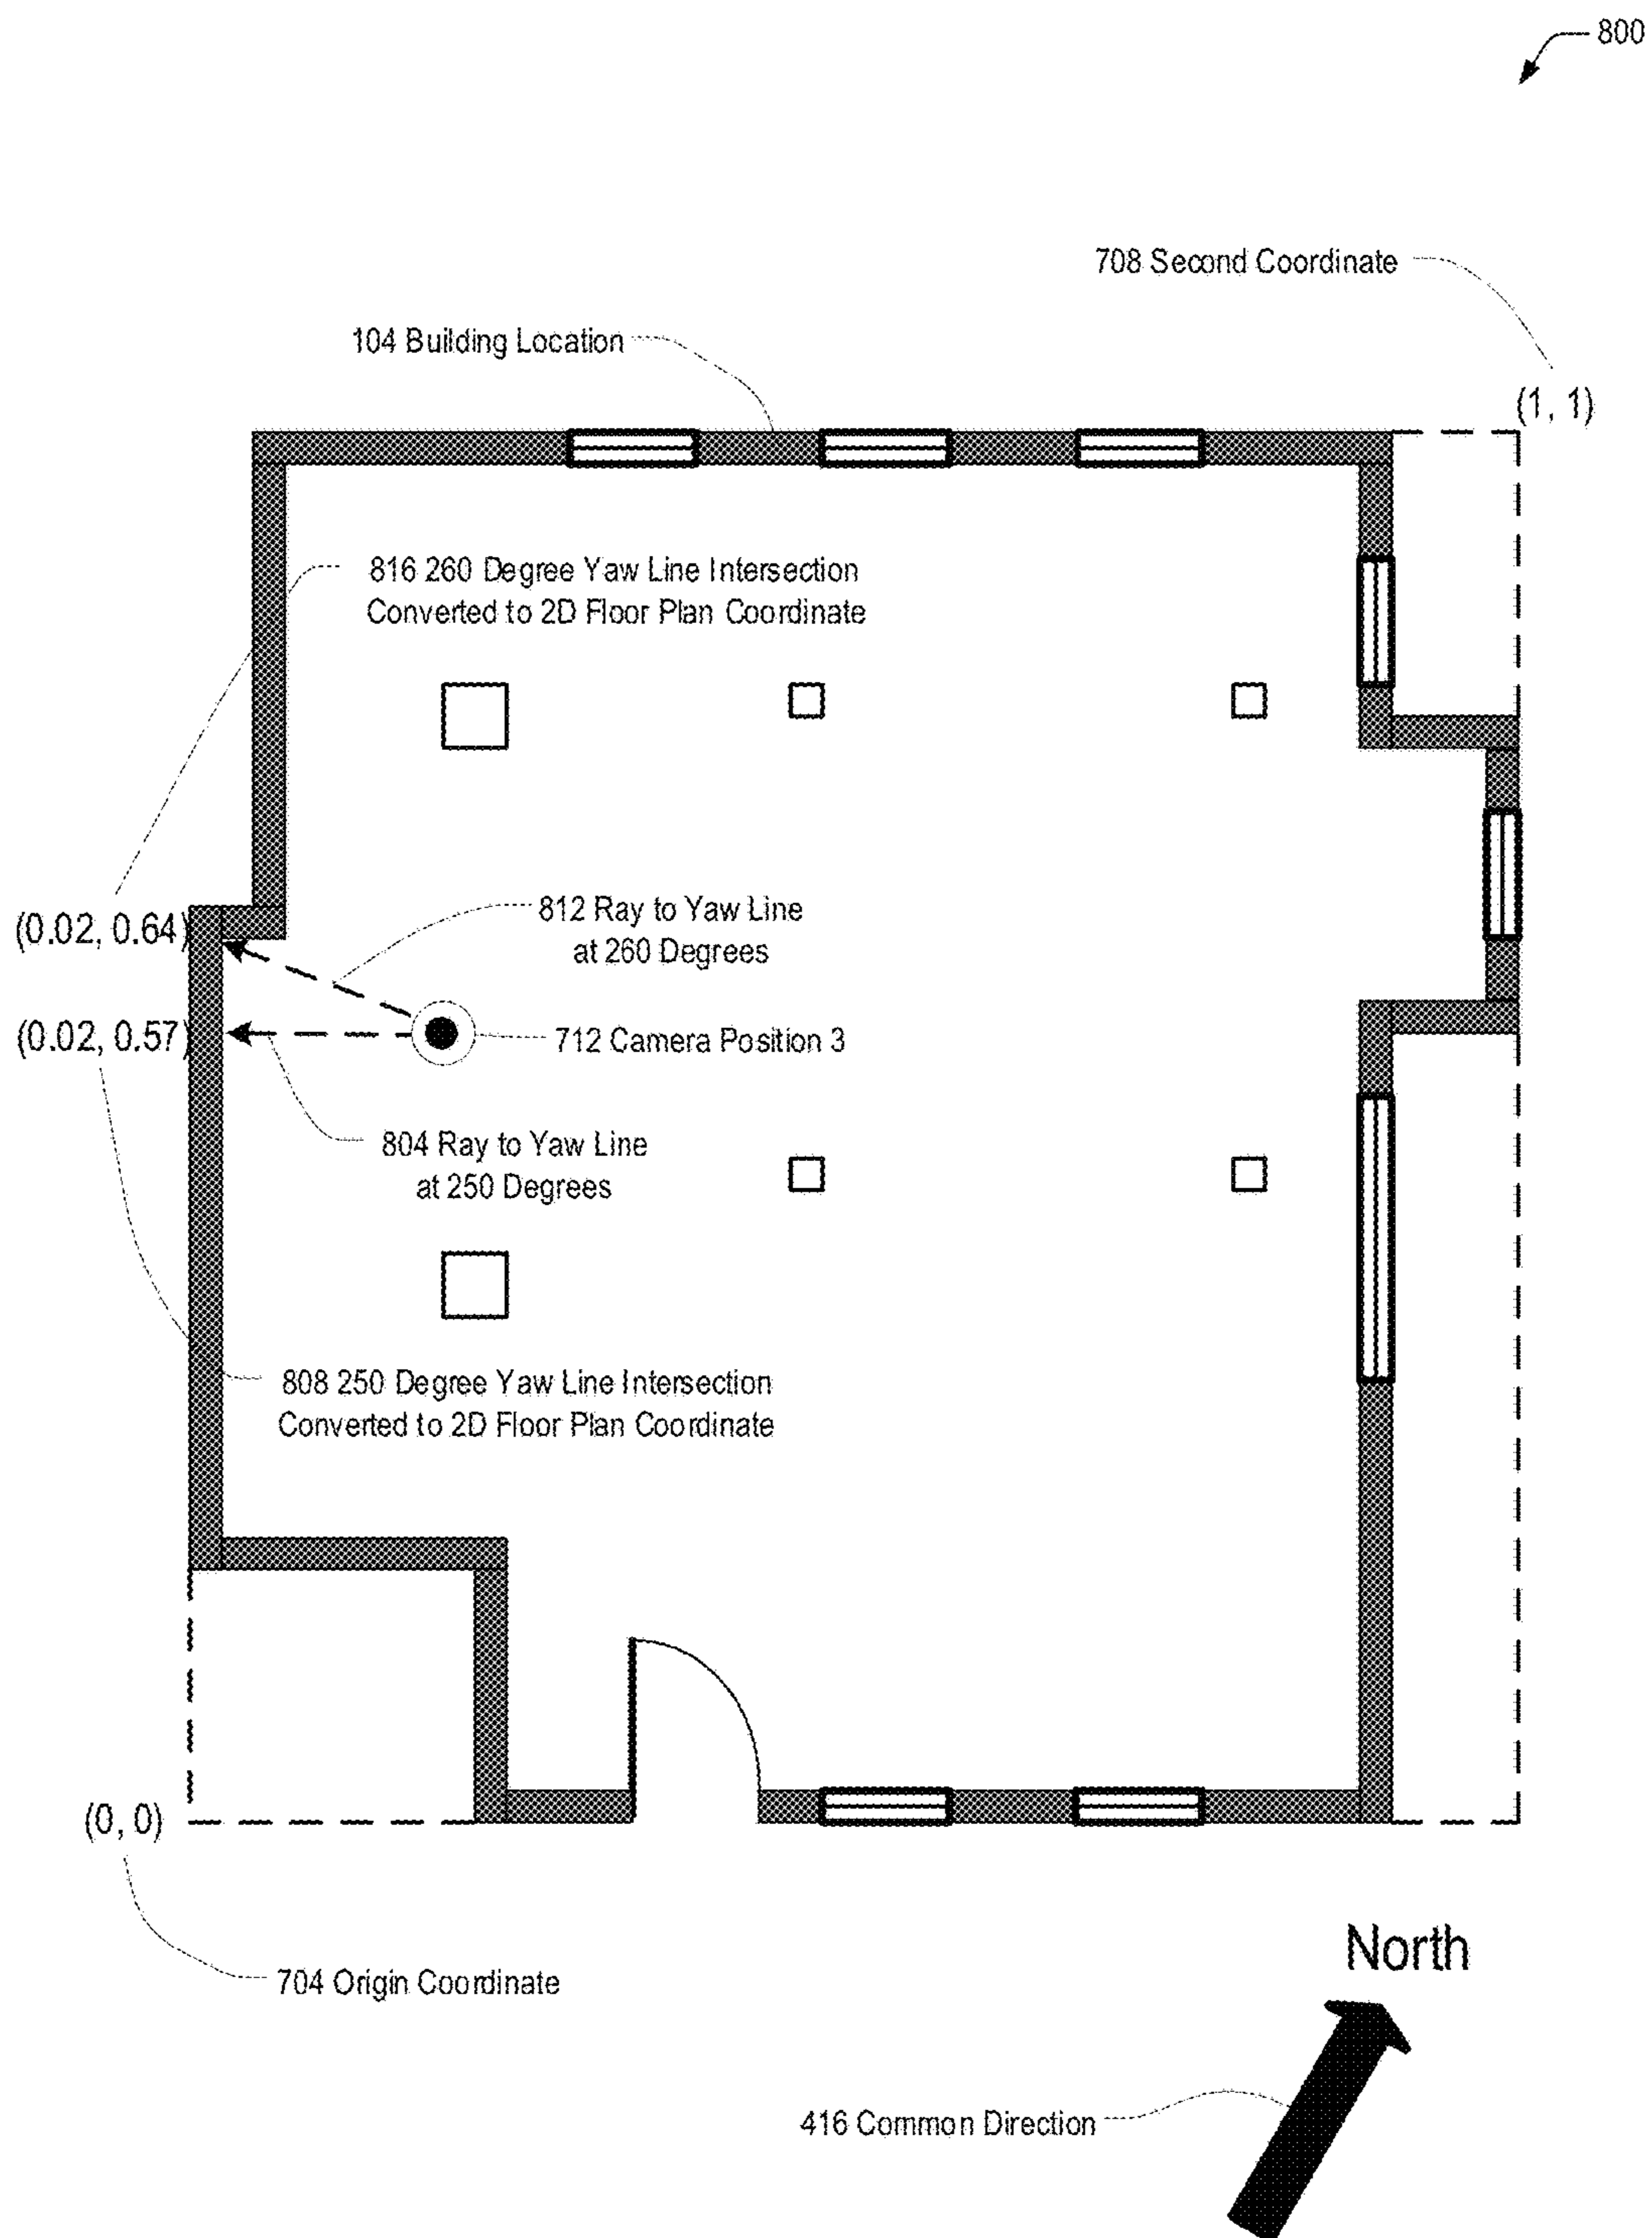 800
708 Second Coordinate
104 Building Location
(1, 1)
816 260 Degree Yaw Line Intersection
Converted to 2D Floor Plan Coordinate
(0.02, 0.64)
812 Ray to Yaw Line
at 260 Degrees
(0.02, 0.57)
712 Camera Position 3
804 Ray to Yaw Line
at 250 Degrees
808 250 Degree Yaw Line Intersection
Converted to 2D Floor Plan Coordinate
(0, 0)
704 Origin Coordinate
North
416 Common Direction